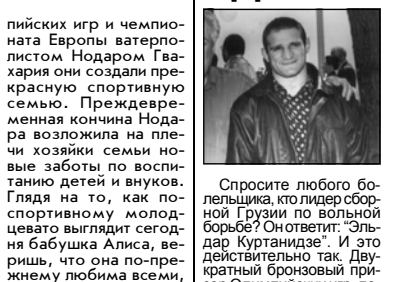 пийских игр и чемпио-
ната Европы ватерпо-
листом Нодаром Гва-
хария они создали пре-
красную спортивную
семью. Преждевре-
менная кончина Нода-
ра возложила на пле-
чи хозяйки семьи но-
вые заботы по воспи-
танию детей и внуков.
Глядя на то, как по-
спортивному молод-
цевато выглядит сегод-
ня бабушка Алиса, ве-
ришь, что она по-пре-
жнему любима всеми,
Спросите любого бо-
лельщика, кто лидер сбор-
ной Грузии по вольной
борьбе? Он ответит: “Эль-
дар Куртанидзе”. И это
действительно так. Дву-
кратный бронзовый при-